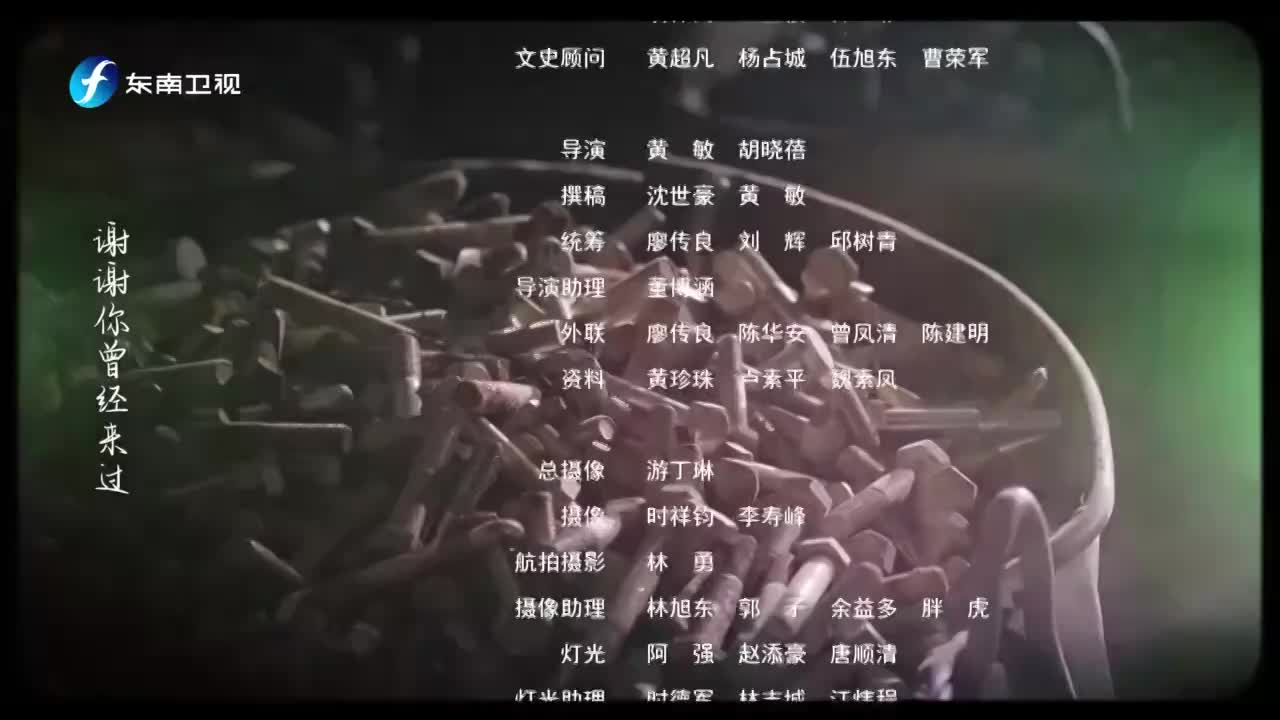 东南卫视
谢谢你曾经来过
文史顾问 黄超凡 杨占城 伍旭东 曹荣军
导演 黄 敏 胡晓蓓
撰稿 沈世豪 黄 敏
统筹 廖传良 刘 辉 邱树青
导演助理 董博涵
外联 廖传良 陈华安 曾凤清 陈建明
资料 黄珍珠 卢素平 魏素凤
总摄像 游丁琳
摄像 时祥钧 李寿峰
航拍摄影 林 勇
摄像助理 林旭东 郭 余益多 胖 虎
灯光 阿 强 赵添豪 唐顺清
灯光助理 时德军 林志城